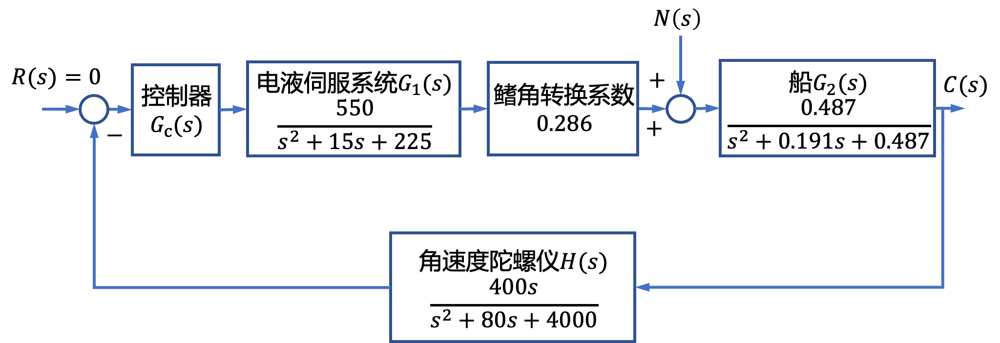 N(s)
R(s) = 0
控制器
G_c(s)
电液伺服系统G_1(s)
550
s^2 + 15s + 225
鳍角转换系数
0.286
+
+
船G_2(s)
0.487
s^2 + 0.191s + 0.487
C(s)
−
角速度陀螺仪H(s)
400s
s^2 + 80s + 4000